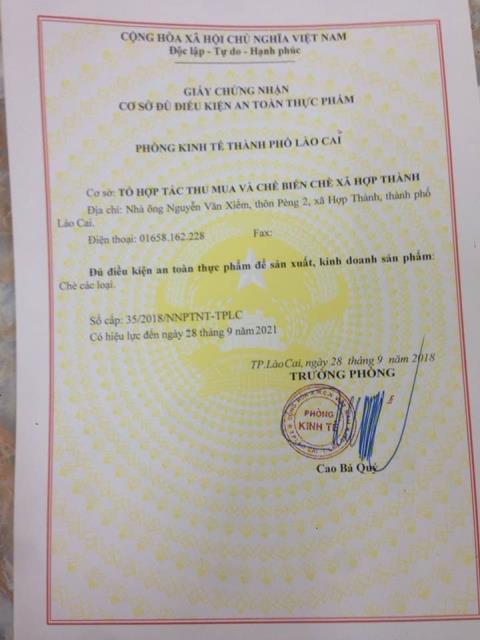 CỘNG HÒA XÃ HỘI CHỦ NGHĨA VIỆT NAM
Độc lập - Tự do - Hạnh phúc
GIẤY CHỨNG NHẬN
CƠ SỞ ĐỦ ĐIỀU KIỆN AN TOÀN THỰC PHẨM
PHÒNG KINH TẾ THÀNH PHỐ LÀO CAI
Cơ sở: TỔ HỢP TÁC THU MUA VÀ CHẾ BIẾN CHÈ XÃ HỢP THÀNH
Địa chỉ: Nhà ông Nguyễn Văn Xiểm, thôn Pèng 2, xã Hợp Thành, thành phố
Lào Cai.
Điện thoại: 01658.162.228 Fax:
Đủ điều kiện an toàn thực phẩm để sản xuất, kinh doanh sản phẩm:
Chè các loại.
Số cấp: 35/2018/NNPTNT-TPLC
Có hiệu lực đến ngày 28 tháng 9 năm 2021
TP.Lào Cai, ngày 28 tháng 9 năm 2018
TRƯỞNG PHÒNG
PHÒNG
KINH TẾ
Cao Bá Quý